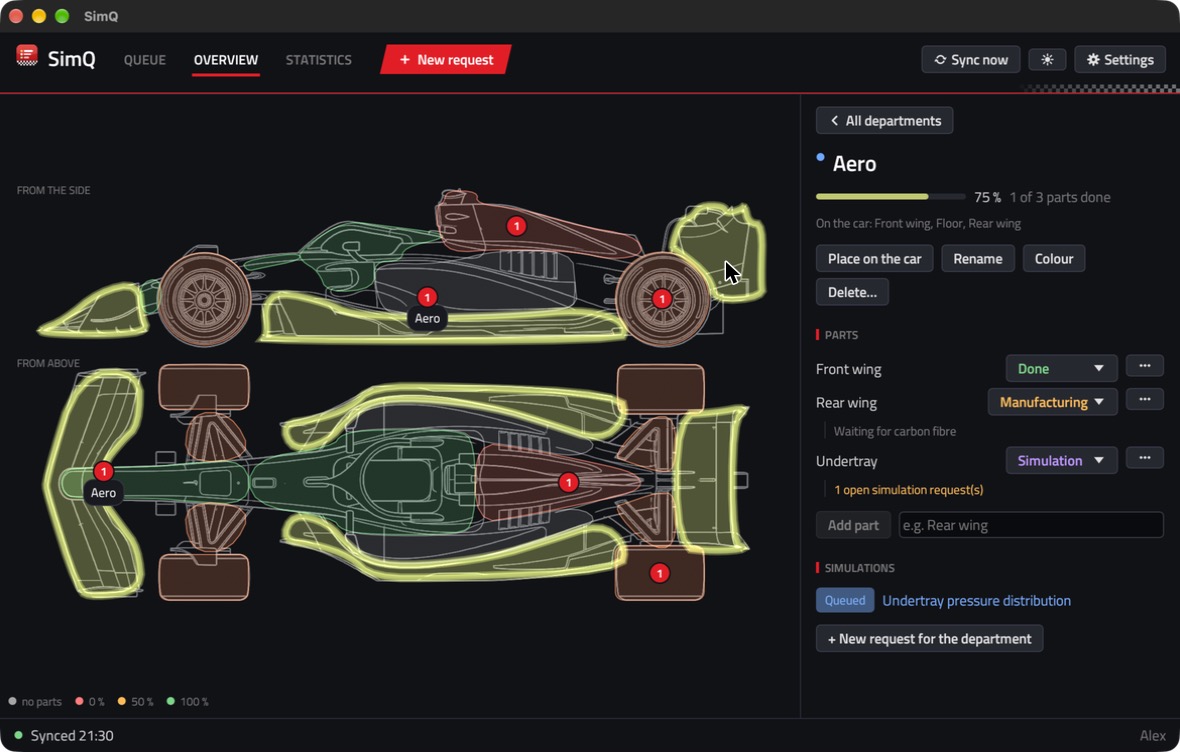 SimQ
SimQ
QUEUE
OVERVIEW
STATISTICS
+ New request
Sync now
Settings
FROM THE SIDE
1
1
Aero
1
FROM ABOVE
1
Aero
1
1
no parts
0 %
50 %
100 %
All departments
Aero
75 % 1 of 3 parts done
On the car: Front wing, Floor, Rear wing
Place on the car
Rename
Colour
Delete...
PARTS
Front wing
Done
Rear wing
Manufacturing
Waiting for carbon fibre
Undertray
Simulation
1 open simulation request(s)
Add part
e.g. Rear wing
SIMULATIONS
Queued
Undertray pressure distribution
+ New request for the department
Synced 21:30
Alex